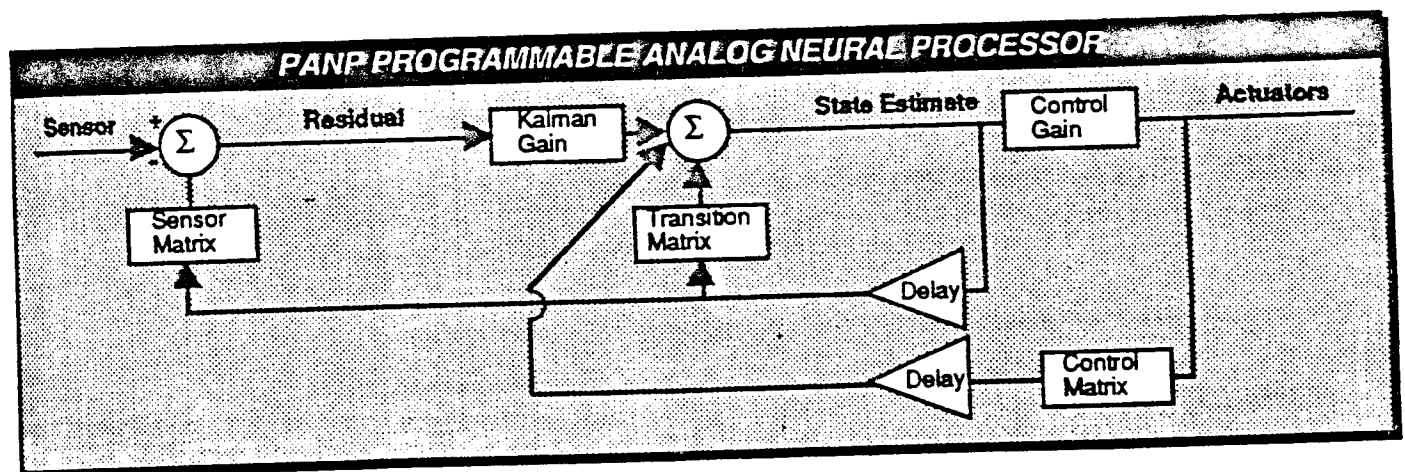 PANP PROGRAMMABLE ANALOG NEURAL PROCESSOR
Sensor
+
-
Σ
Residual
Kalman
Gain
Σ
State Estimate
Control
Gain
Actuators
Sensor
Matrix
Transition
Matrix
Delay
Delay
Control
Matrix